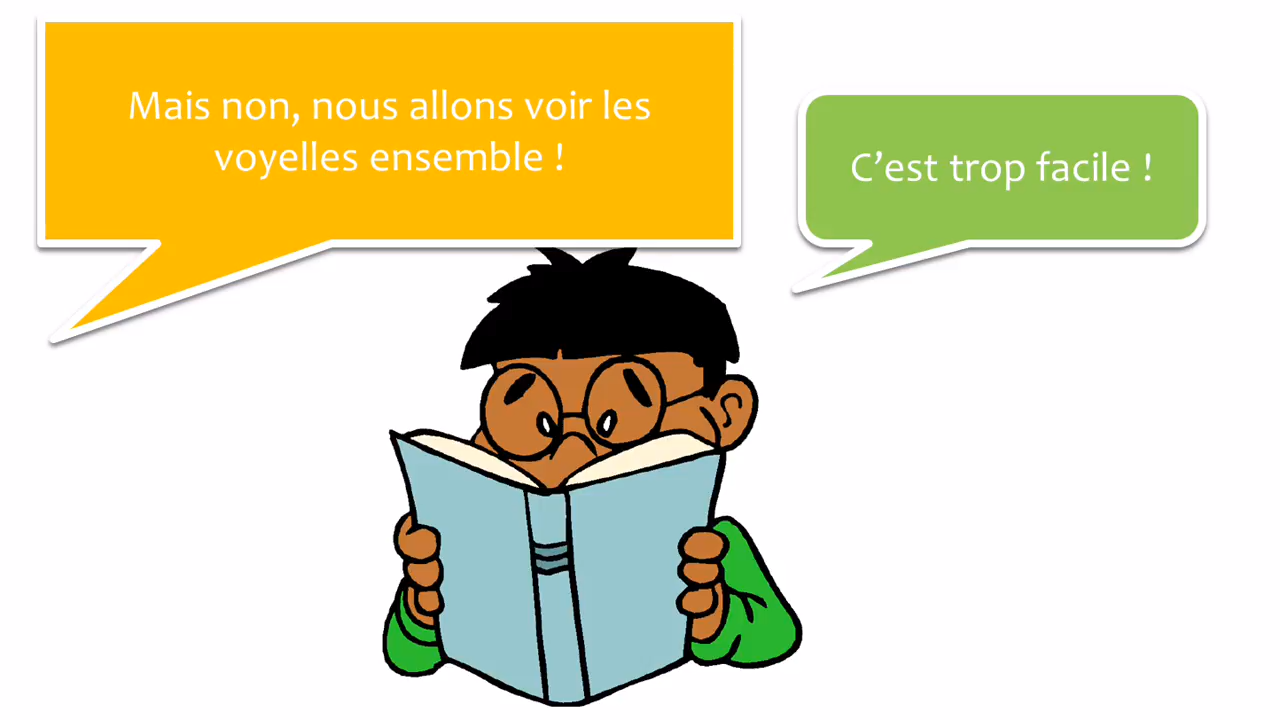 Mais non, nous allons voir les
voyelles ensemble !
C’est trop facile !